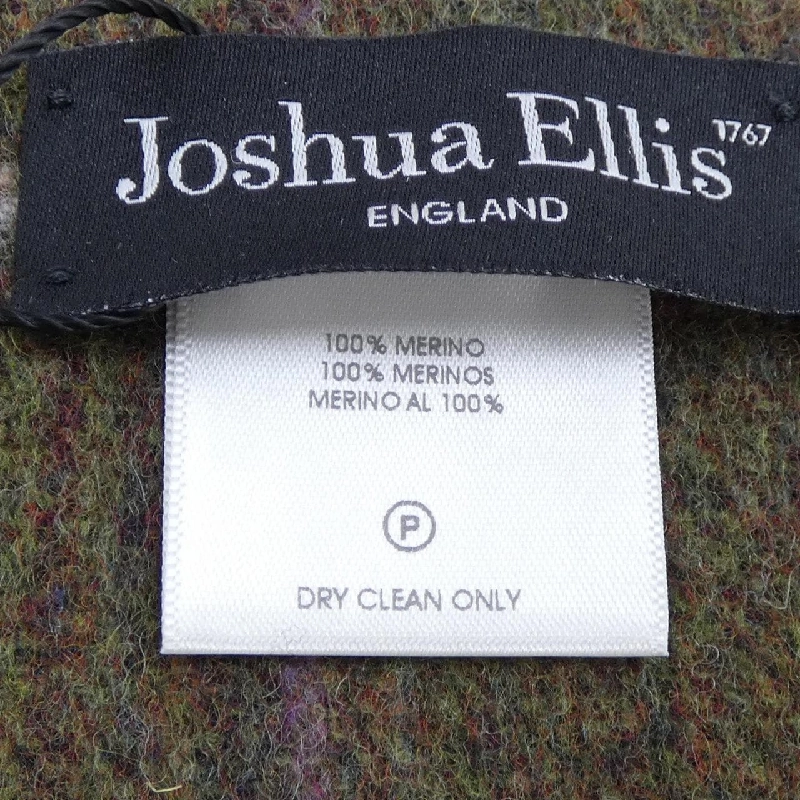 Joshua Ellis 1767
ENGLAND
100% MERINO
100% MERINOS
MERINO AL 100%
P
DRY CLEAN ONLY